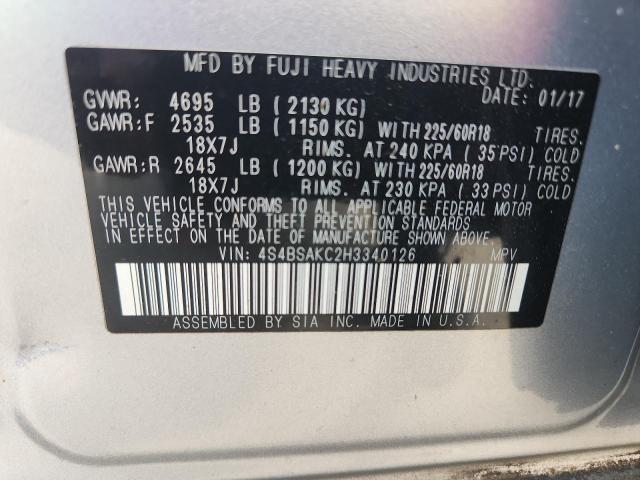 MFD BY FUJI HEAVY INDUSTRIES LTD.
DATE: 01/17
GVWR: 4695 LB (2130 KG)
GAWR:F 2535 LB (1150 KG) WITH 225/60R18 TIRES.
18X7J RIMS. AT 240 KPA (35 PSI) COLD
GAWR:R 2645 LB (1200 KG) WITH 225/60R18 TIRES.
18X7J RIMS. AT 230 KPA (33 PSI) COLD
THIS VEHICLE CONFORMS TO ALL APPLICABLE FEDERAL MOTOR
VEHICLE SAFETY AND THEFT PREVENTION STANDARDS
IN EFFECT ON THE DATE OF MANUFACTURE SHOWN ABOVE.
VIN: 4S4BSAKC2H3340126 MPV
ASSEMBLED BY SIA INC. MADE IN U.S.A.